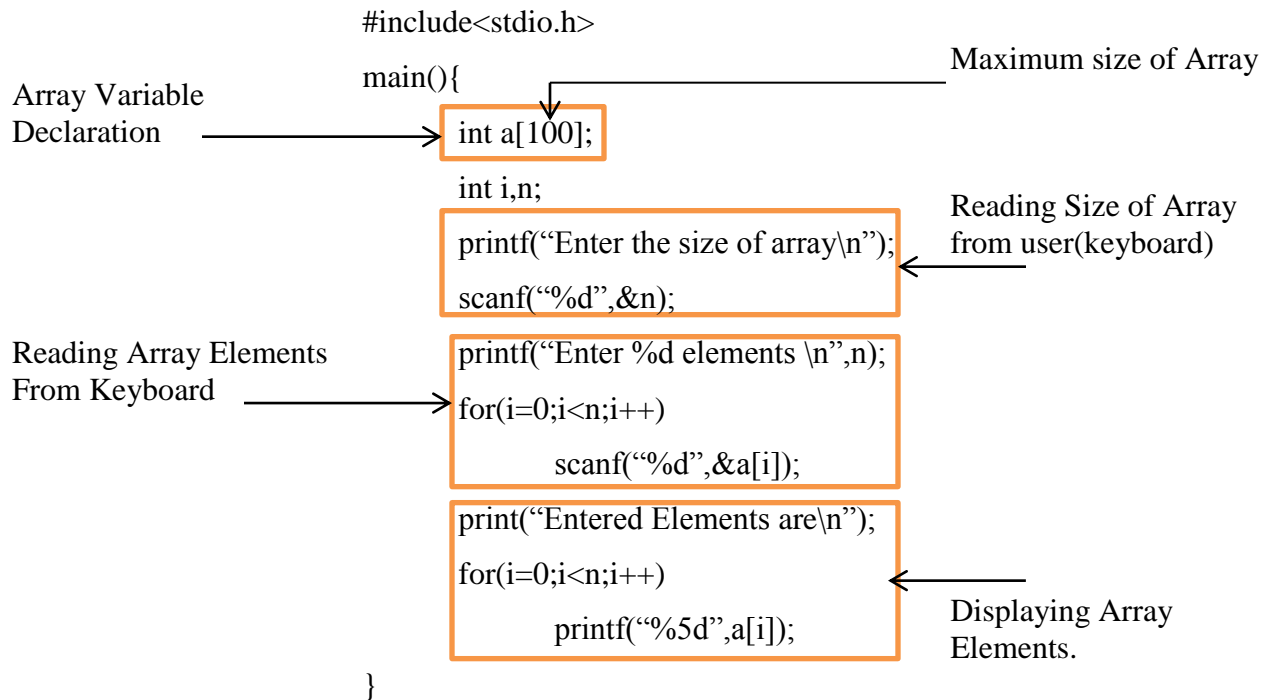 #include<stdio.h>
main(){
Maximum size of Array
Array Variable
Declaration
int a[100];
int i,n;
Reading Size of Array
from user(keyboard)
printf(“Enter the size of array\n”);
scanf(“%d”,&n);
Reading Array Elements
From Keyboard
printf(“Enter %d elements \n”,n);
for(i=0;i<n;i++)
scanf(“%d”,&a[i]);
print(“Entered Elements are\n”);
for(i=0;i<n;i++)
printf(“%5d”,a[i]);
Displaying Array
Elements.
}